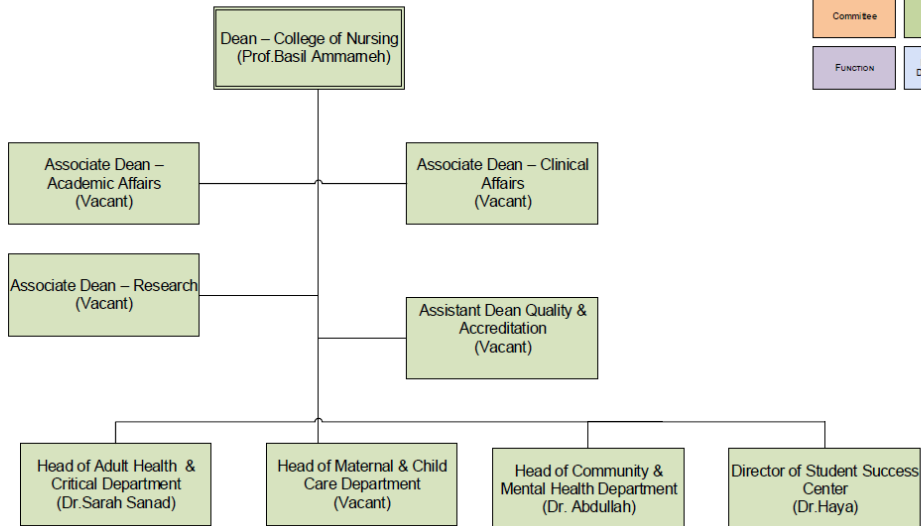 Committee
FUNCTION
D
Dean – College of Nursing
(Prof.Basil Ammarneh)
Associate Dean –
Academic Affairs
(Vacant)
Associate Dean – Clinical
Affairs
(Vacant)
Associate Dean – Research
(Vacant)
Assistant Dean Quality &
Accreditation
(Vacant)
Head of Adult Health  &
Critical Department
(Dr.Sarah Sanad)
Head of Maternal & Child
Care Department
(Vacant)
Head of Community &
Mental Health Department
(Dr. Abdullah)
Director of Student Success
Center
(Dr.Haya)